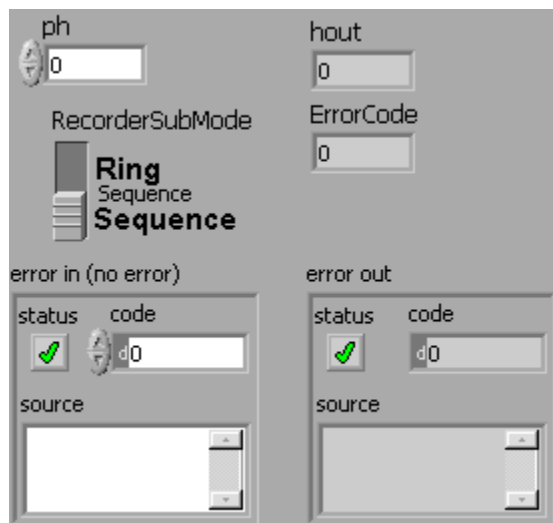 ph
0
hout
0
RecorderSubMode
Ring
Sequence
Sequence
ErrorCode
0
error in (no error)
status
code
d0
source
error out
status
code
d0
source